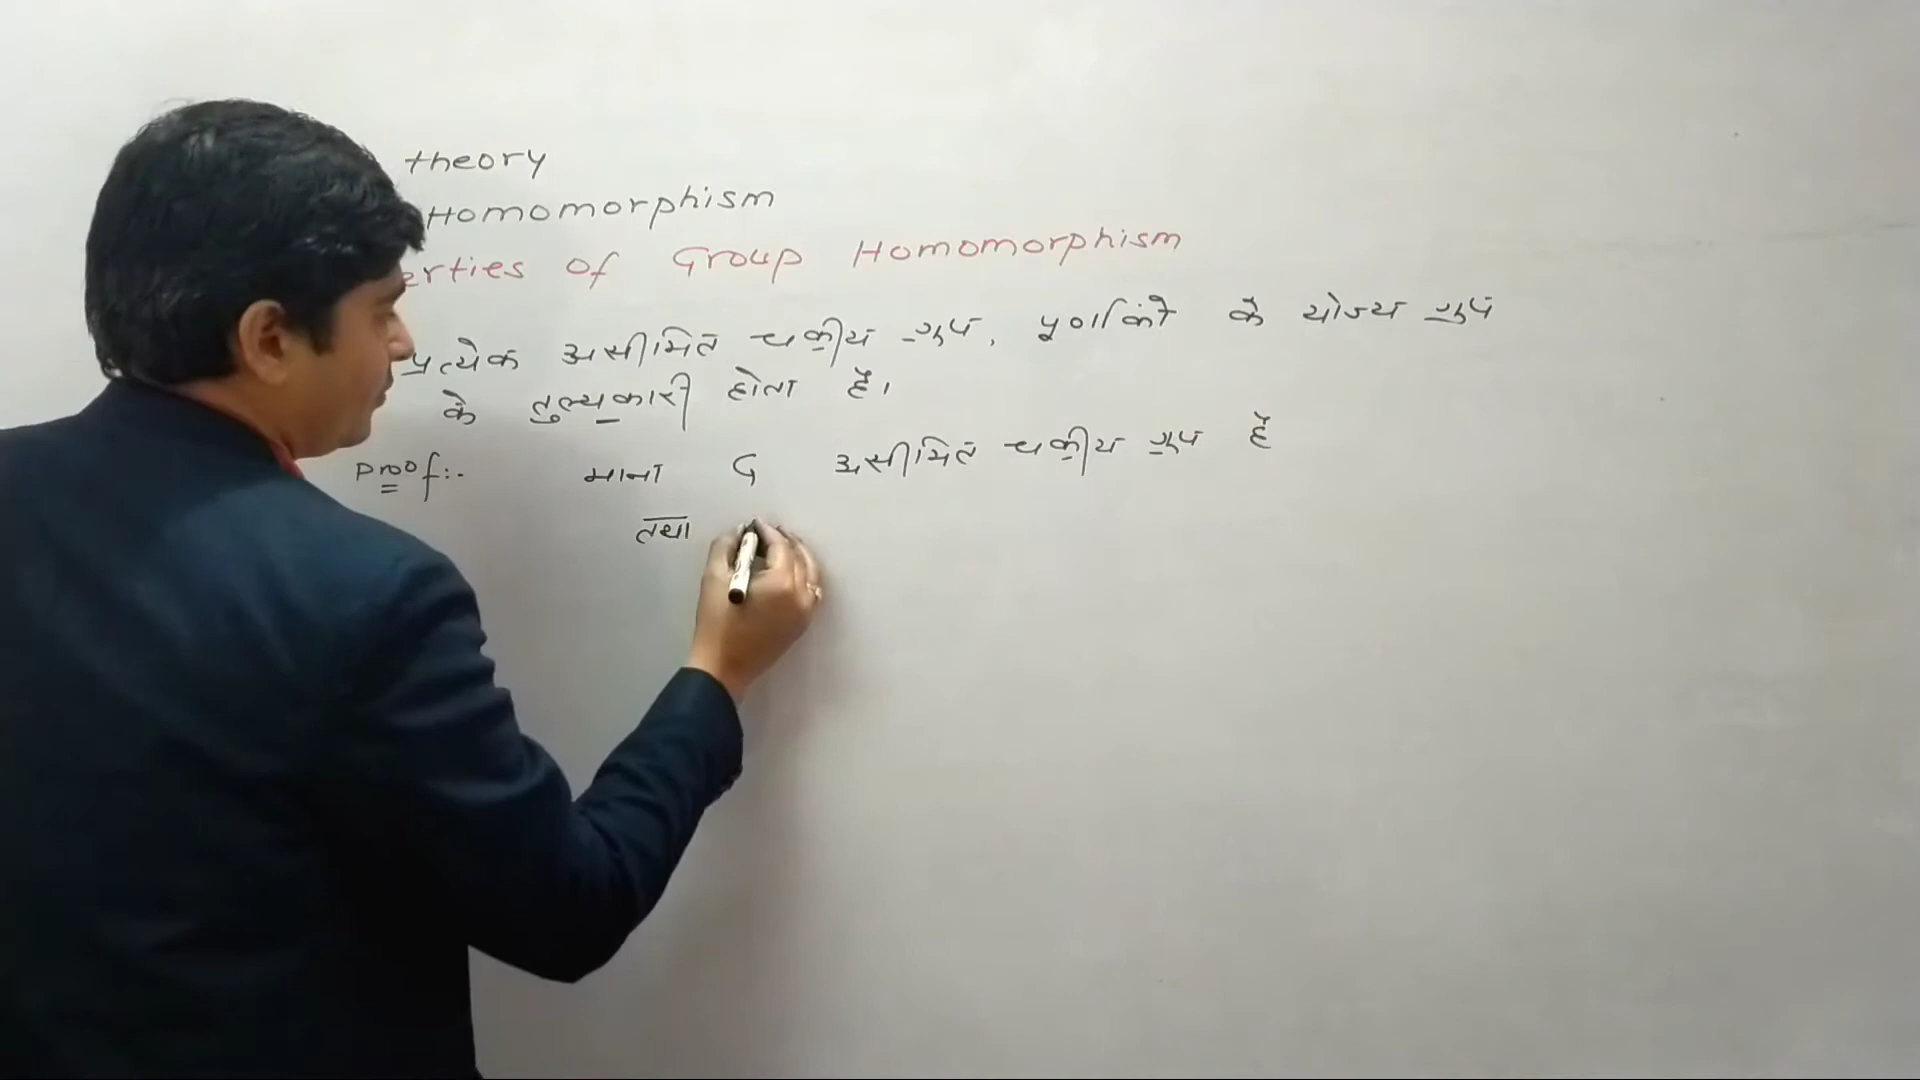 theory
Homomorphism
erties of Group Homomorphism
प्रत्येक असीमित चक्रीय ग्रुप, पूर्णांकों के योज्य ग्रुप
के तुल्यकारी होता है।
Proof:- माना G असीमित चक्रीय ग्रुप है
तथा